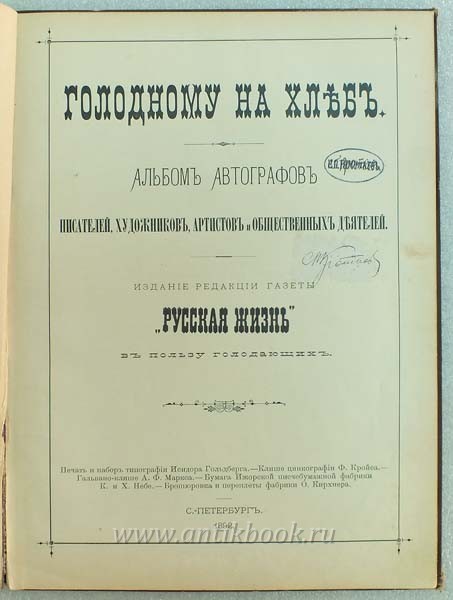 ГОЛОДНОМУ НА ХЛѢБЪ.
АЛЬБОМЪ АВТОГРАФОВЪ
ПИСАТЕЛЕЙ, ХУДОЖНИКОВЪ, АРТИСТОВЪ и ОБЩЕСТВЕННЫХЪ ДѢЯТЕЛЕЙ.
ИЗДАНІЕ РЕДАКЦІИ ГАЗЕТЫ
„РУССКАЯ ЖИЗНЬ"
ВЪ ПОЛЬЗУ ГОЛОДАЮЩИХЪ.
Печать и наборъ типографіи Исидора Гольдберга.—Клише цинкографіи Ф. Крейса.—
Гальвано-клише А. Ф. Маркса.—Бумага Ижорской писчебумажной фабрики
К. и Х. Небе.—Брошюровка и переплеты фабрики О. Кирхнера.
С.-ПЕТЕРБУРГЪ.
1892.
www.antikbook.ru